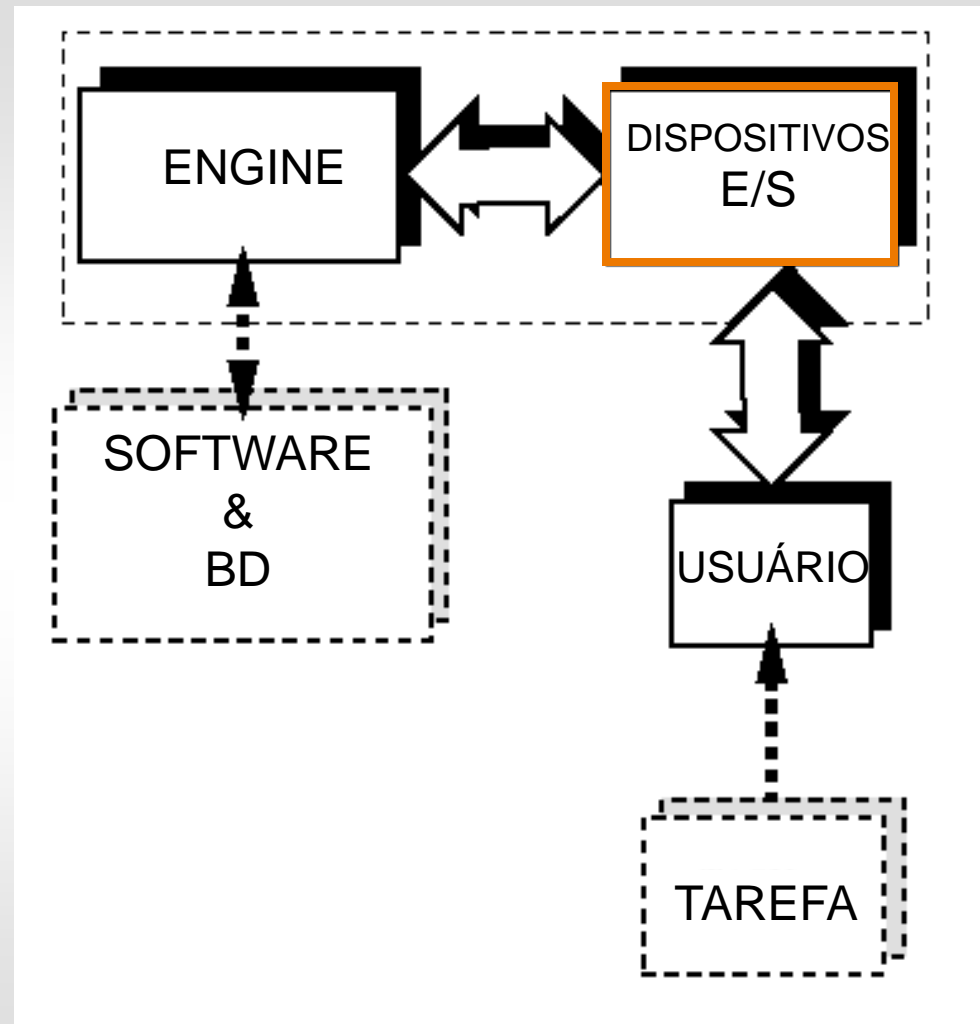 ENGINE
DISPOSITIVOS
E/S
SOFTWARE
&
BD
USUÁRIO
TAREFA